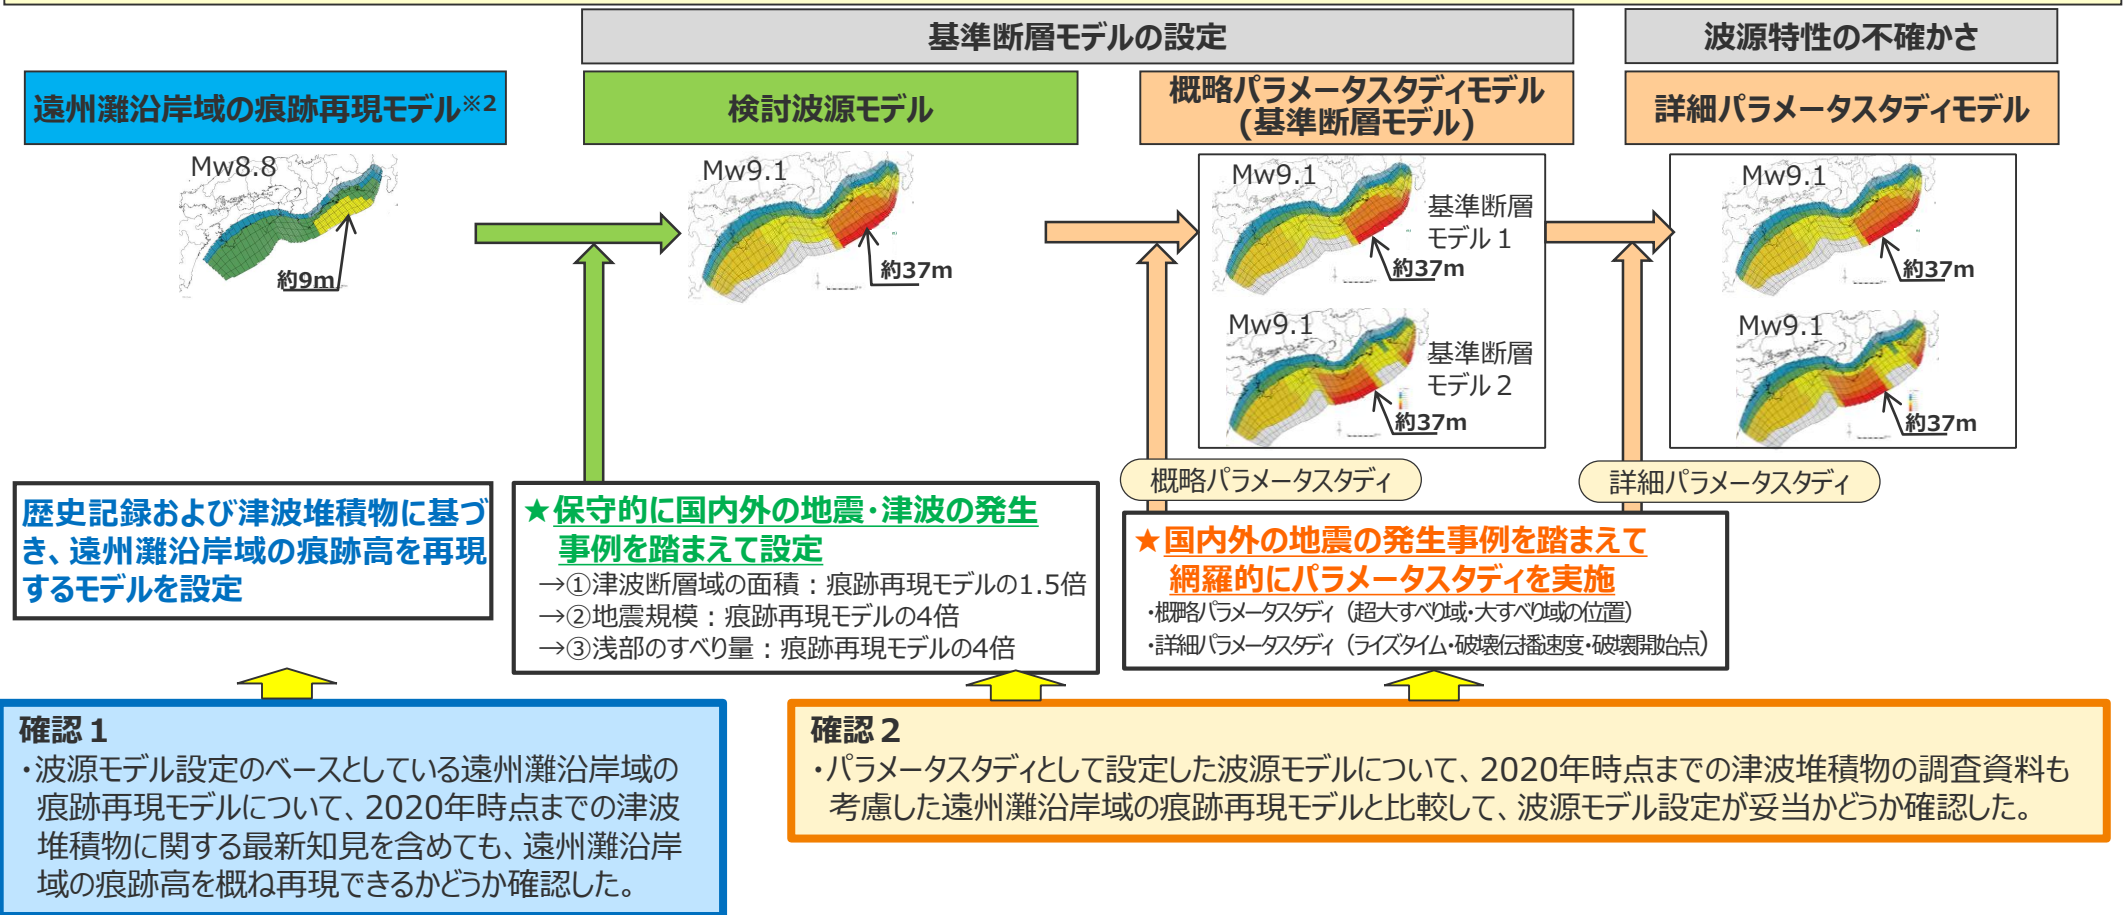 基準断層モデルの設定
波源特性の不確かさ
遠州灘沿岸域の痕跡再現モデル※2
検討波源モデル
概略パラメータスタディモデル
(基準断層モデル)
詳細パラメータスタディモデル
Mw8.8
約9m
Mw9.1
約37m
Mw9.1
基準断層
モデル1
約37m
Mw9.1
基準断層
モデル2
約37m
Mw9.1
約37m
Mw9.1
約37m
概略パラメータスタディ
詳細パラメータスタディ
歴史記録および津波堆積物に基づ
き、遠州灘沿岸域の痕跡高を再現
するモデルを設定
★保守的に国内外の地震・津波の発生
事例を踏まえて設定
→①津波断層域の面積：痕跡再現モデルの1.5倍
→②地震規模：痕跡再現モデルの4倍
→③浅部のすべり量：痕跡再現モデルの4倍
★国内外の地震の発生事例を踏まえて
網羅的にパラメータスタディを実施
・概略パラメータスタディ（超大すべり域・大すべり域の位置）
・詳細パラメータスタディ（ライズタイム・破壊伝播速度・破壊開始点）
確認1
・波源モデル設定のベースとしている遠州灘沿岸域の
痕跡再現モデルについて、2020年時点までの津波
堆積物に関する最新知見を含めても、遠州灘沿岸
域の痕跡高を概ね再現できるかどうか確認した。
確認2
・パラメータスタディとして設定した波源モデルについて、2020年時点までの津波堆積物の調査資料も
考慮した遠州灘沿岸域の痕跡再現モデルと比較して、波源モデル設定が妥当かどうか確認した。